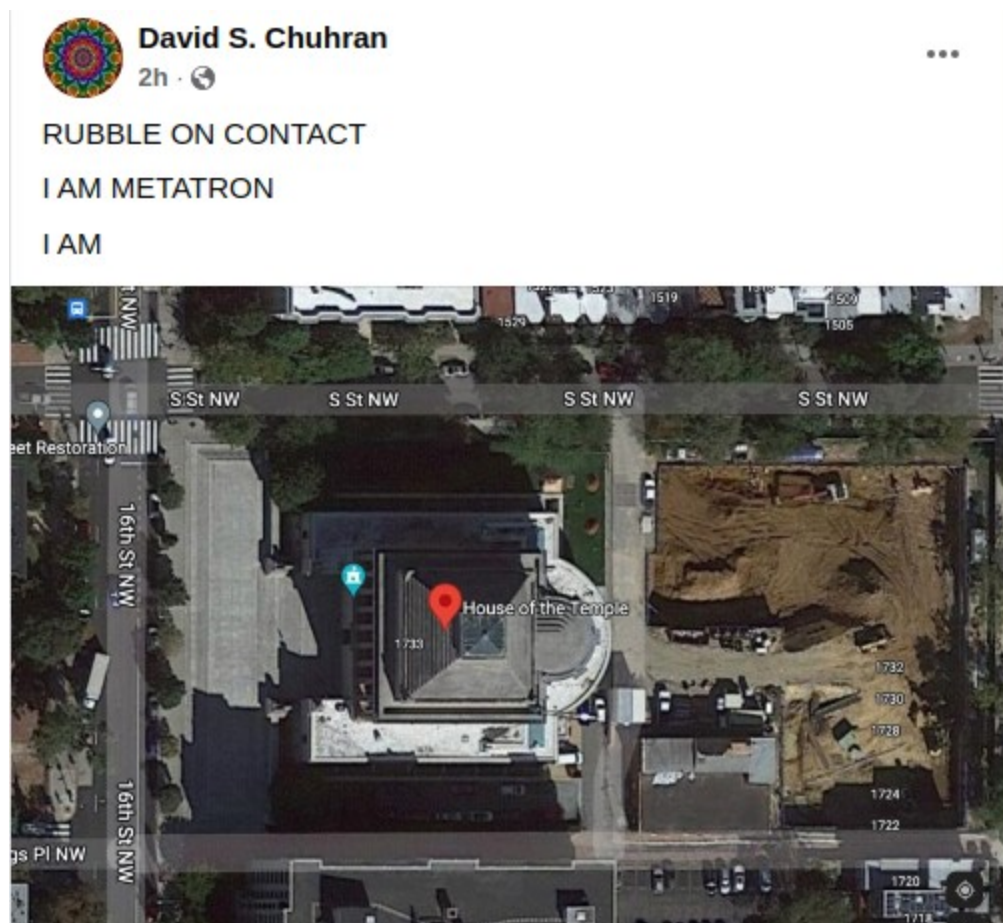 David S. Chuhran
2h ·
RUBBLE ON CONTACT
I AM METATRON
I AM
t NW
1519
1509
1529
1505
S St NW S St NW S St NW S St NW
eet Restoration
16th St NW
House of the Temple
1733
1732
1730
1728
16th St NW
1724
1722
gs Pl NW
1720